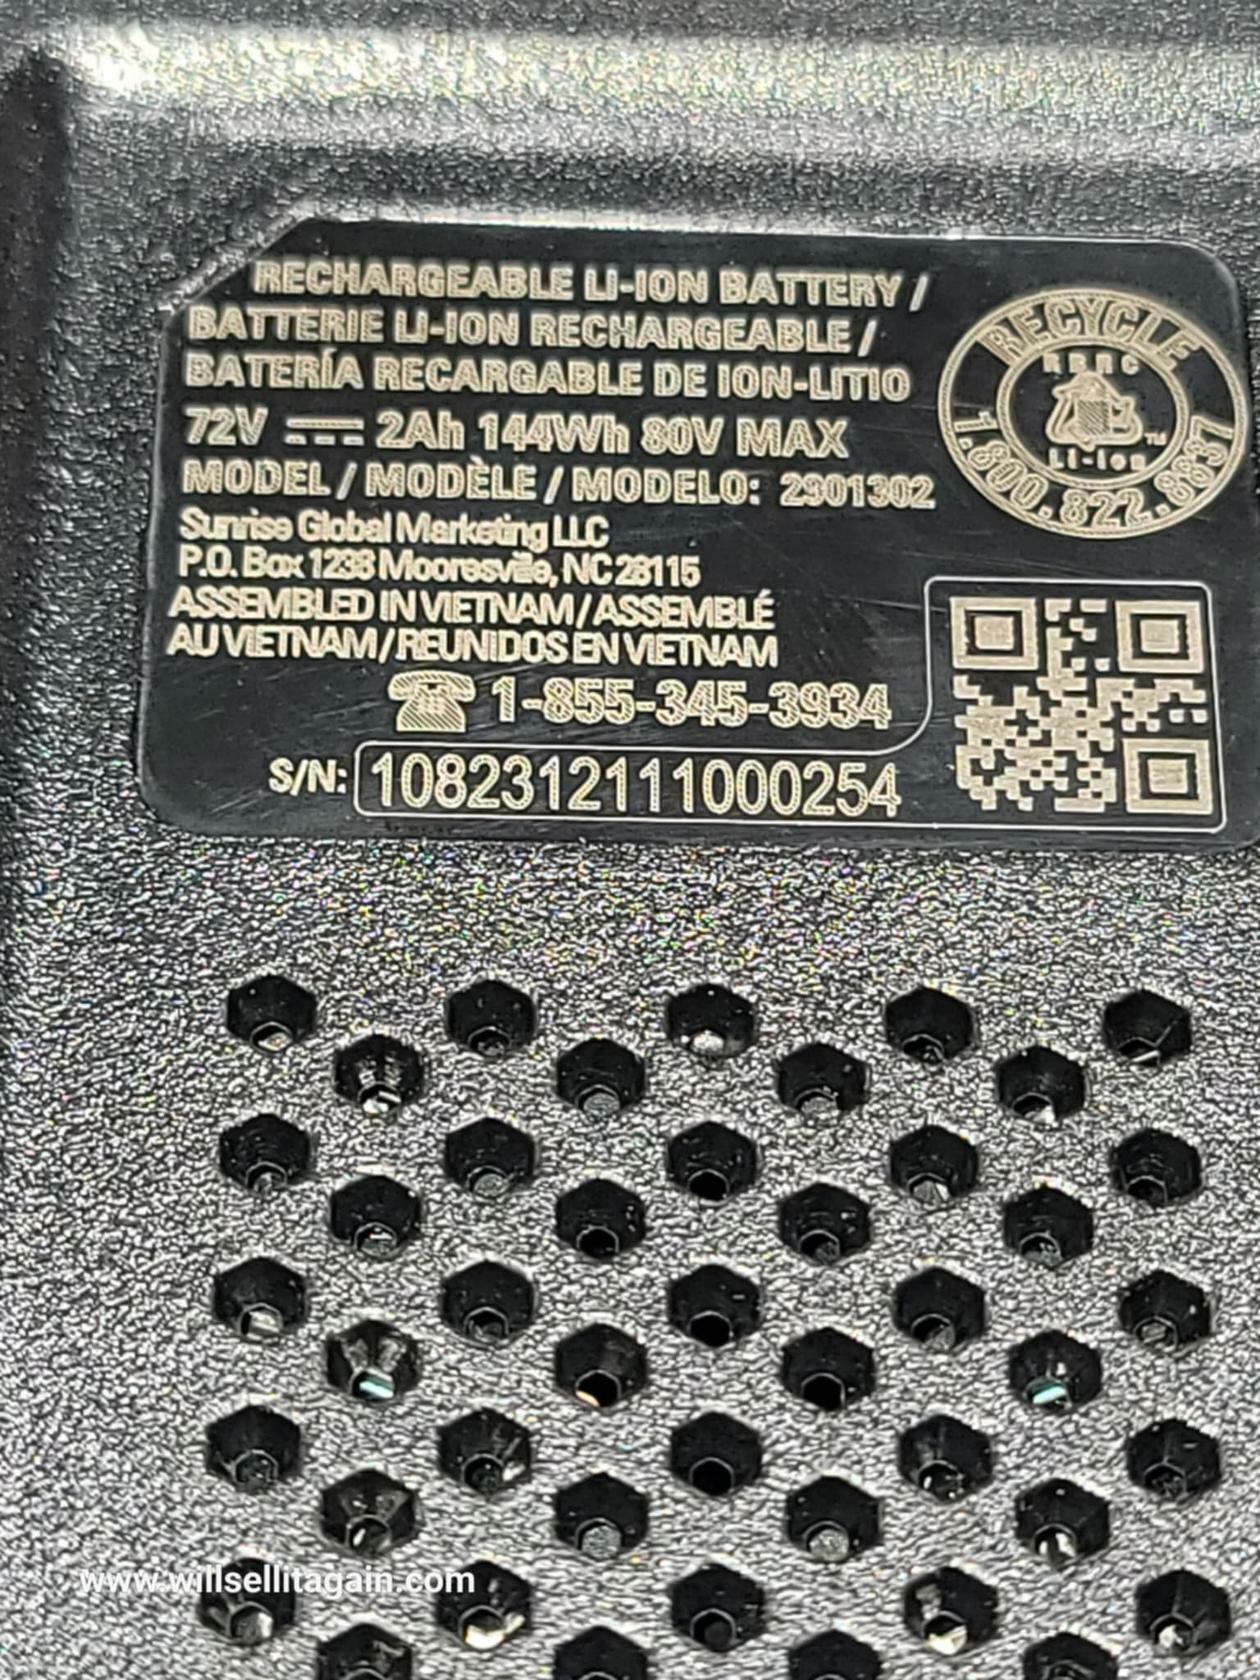 RECHARGEABLE LI-ION BATTERY /
BATTERIE LI-ION RECHARGEABLE /
BATERÍA RECARGABLE DE ION-LITIO
72V ⎓ 2Ah 144Wh 80V MAX
MODEL / MODÈLE / MODELO: 2901302
Sunrise Global Marketing LLC
P.O. Box 1238 Mooresville, NC 28115
ASSEMBLED IN VIETNAM / ASSEMBLÉ
AU VIETNAM / REUNIDOS EN VIETNAM
1-855-345-3934
S/N: 1082312111000254
RECYCLE
RBRC
TM
LI-ION
1.800.822.8837
www.willsellitagain.com